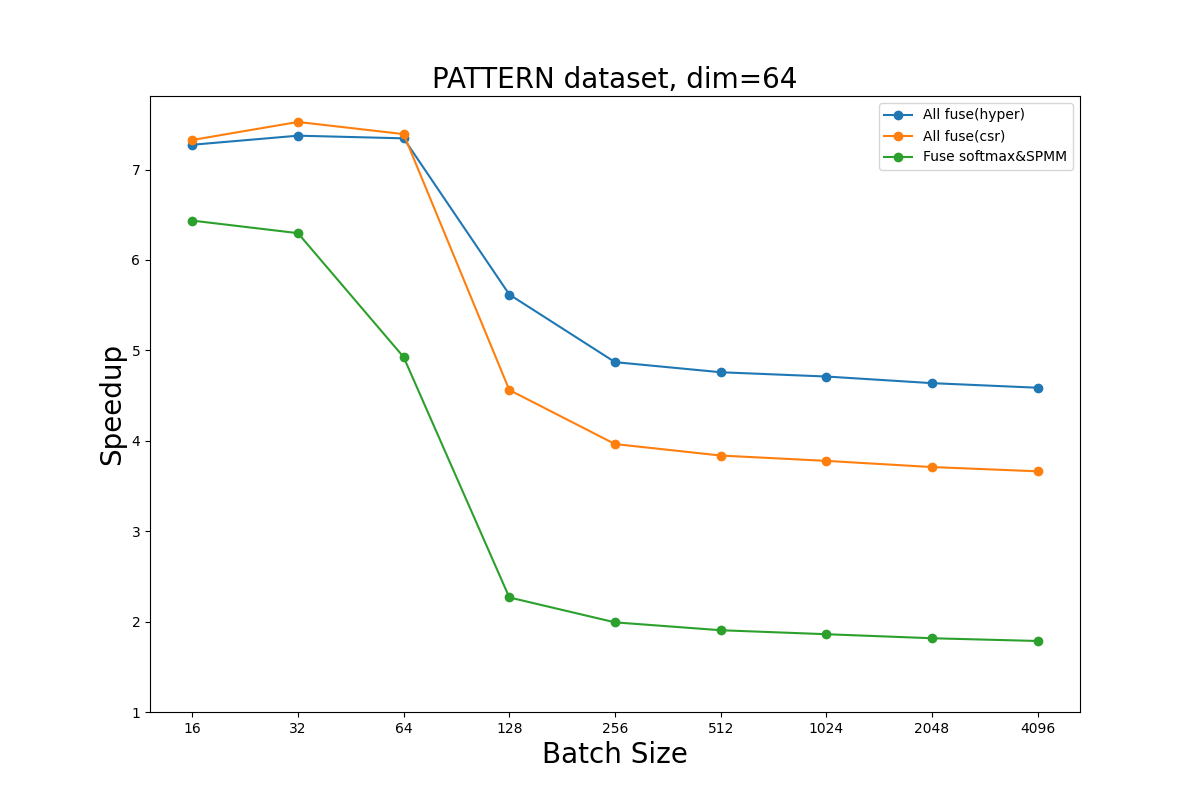 PATTERN dataset, dim=64
All fuse(hyper)
All fuse(csr)
Fuse softmax&SPMM
Speedup
7
6
5
4
3
2
1
16 32 64 128 256 512 1024 2048 4096
Batch Size